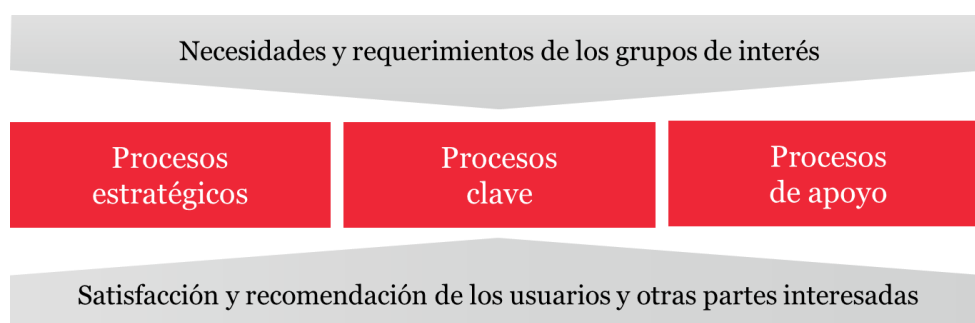 Necesidades y requerimientos de los grupos de interés
Procesos
estratégicos
Procesos
clave
Procesos
de apoyo
Satisfacción y recomendación de los usuarios y otras partes interesadas